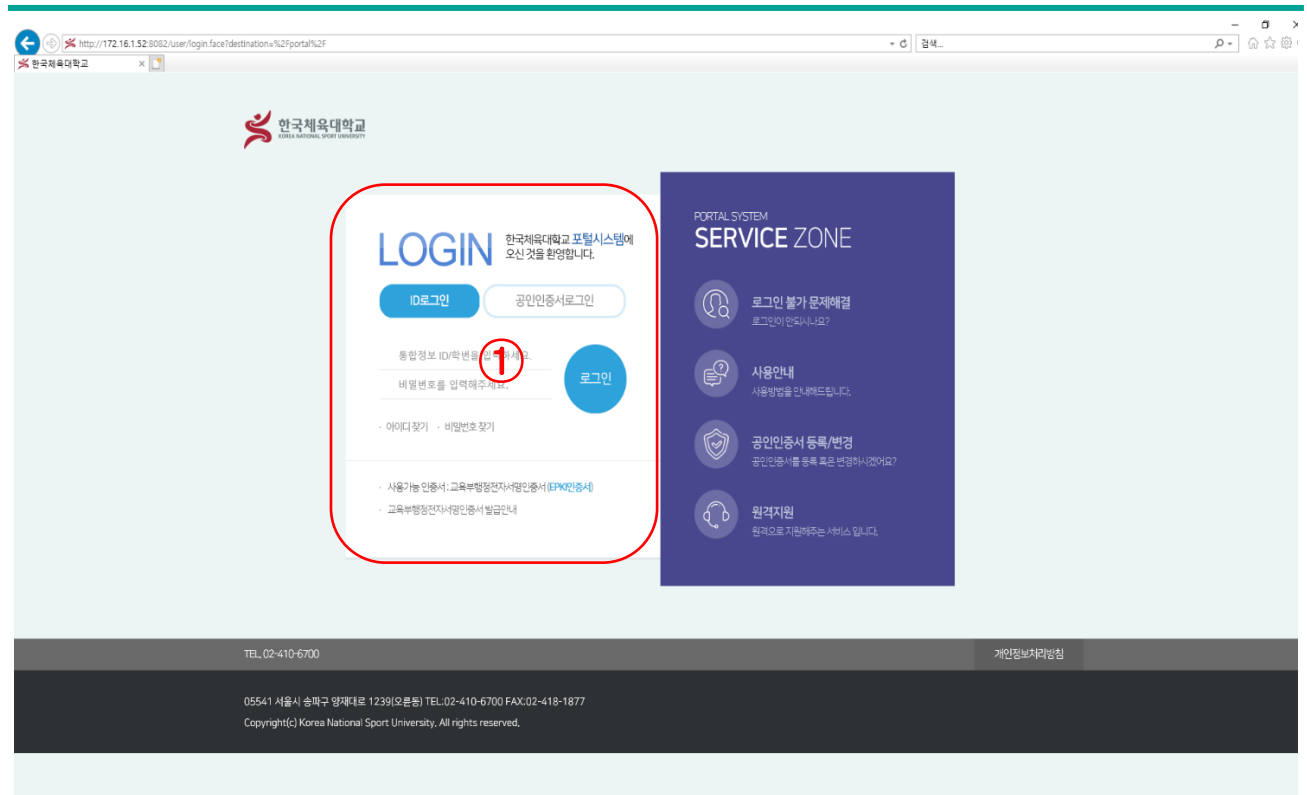 http://172.16.1.52:8082/user/login.face?destination=%2Fportal%2F
검색...
한국체육대학교
한국체육대학교
KOREA NATIONAL SPORT UNIVERSITY
LOGIN
한국체육대학교 포털시스템에
오신 것을 환영합니다.
ID로그인
공인인증서로그인
통합정보 ID/학번을 입력하세요
①
비밀번호를 입력해주세요.
로그인
· 아이디 찾기 · 비밀번호 찾기
· 사용가능 인증서 : 교육부행정전자서명인증서 (EPKI인증서)
· 교육부행정전자서명인증서 발급안내
PORTAL SYSTEM
SERVICE ZONE
로그인 불가 문제해결
로그인이 안되시나요?
사용안내
사용방법을 안내해드립니다.
공인인증서 등록/변경
공인인증서를 등록 혹은 변경하시겠어요?
원격지원
원격으로 지원해주는 서비스 입니다.
TEL. 02-410-6700
개인정보처리방침
05541 서울시 송파구 양재대로 1239(오륜동) TEL:02-410-6700 FAX:02-418-1877
Copyright(c) Korea National Sport University. All rights reserved.